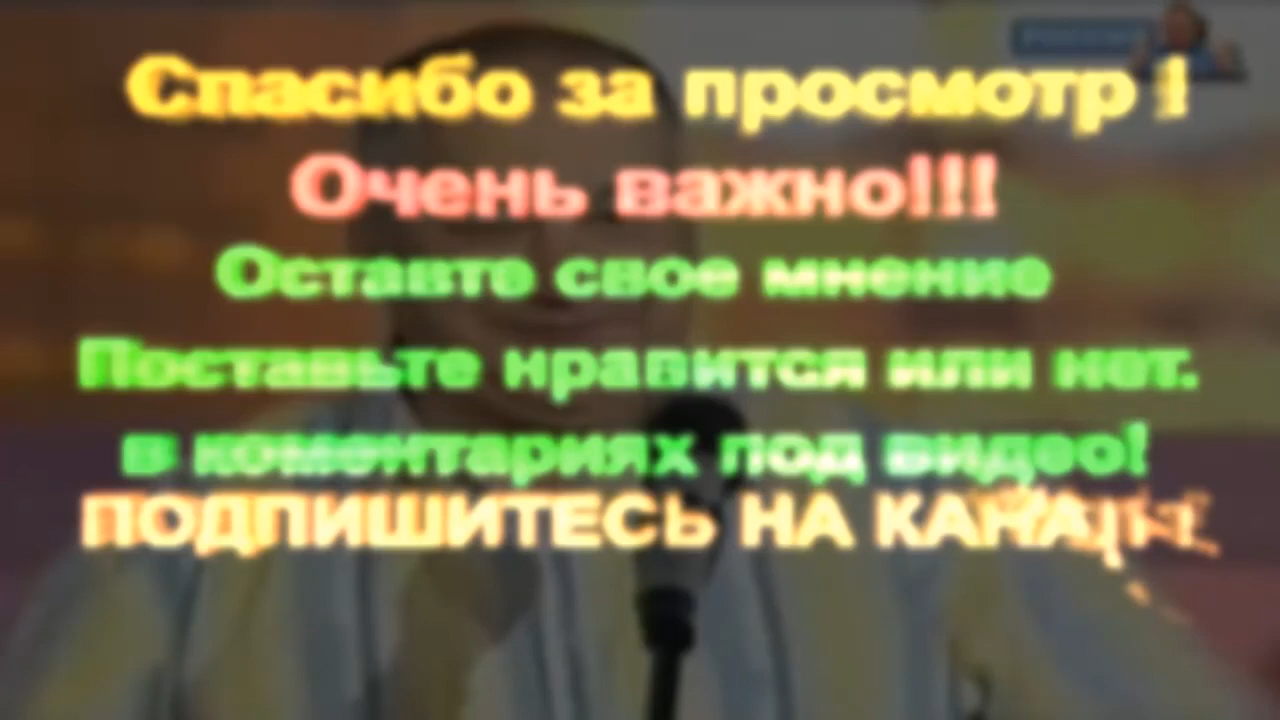 Спасибо за просмотр !
Очень важно!!!
Оставте свое мнение
Поставьте нравится или нет.
в коментариях под видео!
ПОДПИШИТЕСЬ НА